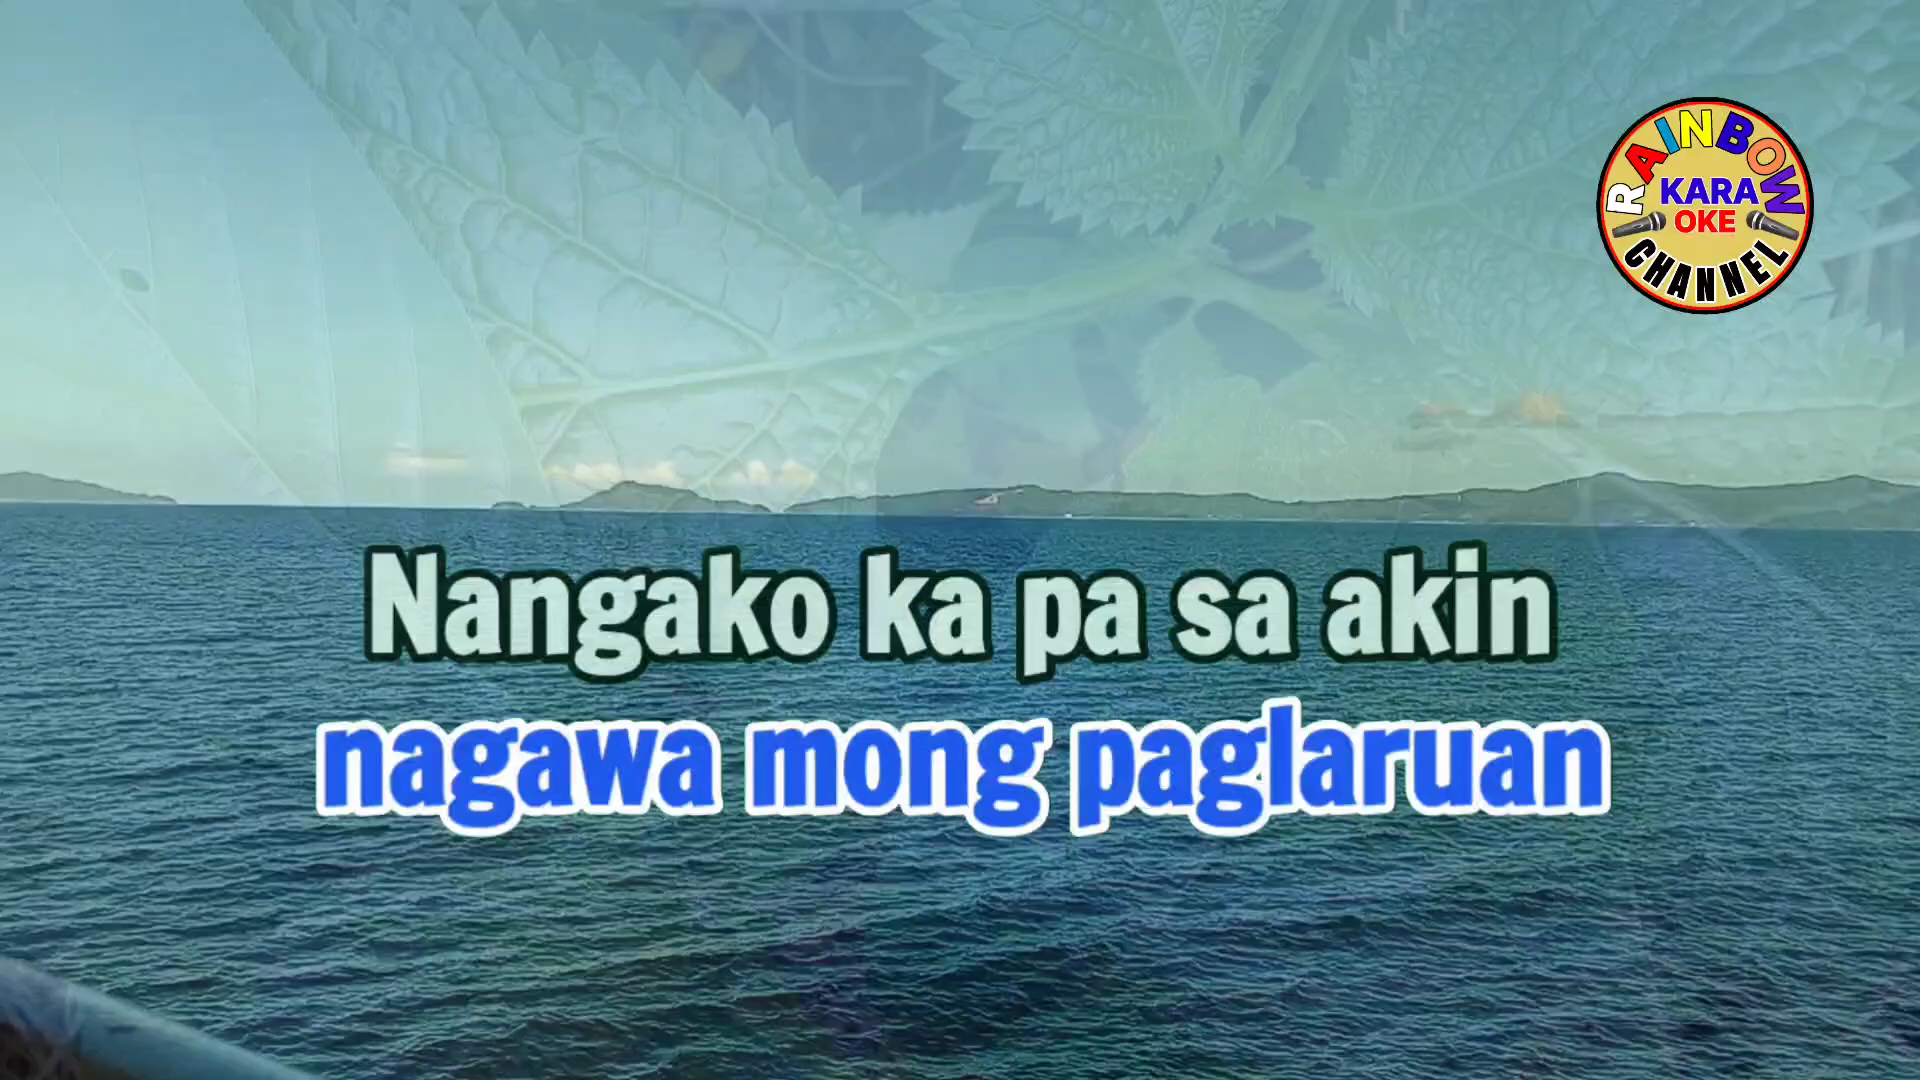 RAINBOW
KARA
OKE
CHANNEL
Nangako ka pa sa akin
nagawa mong paglaruan